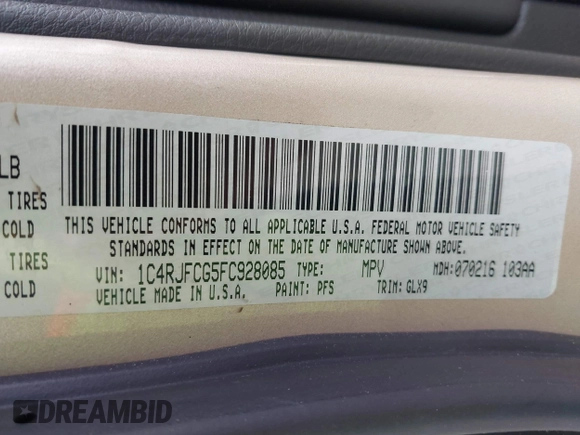 LB
TIRES
COLD
TIRES
COLD
THIS VEHICLE CONFORMS TO ALL APPLICABLE U.S.A. FEDERAL MOTOR VEHICLE SAFETY
STANDARDS IN EFFECT ON THE DATE OF MANUFACTURE SHOWN ABOVE.
VIN: 1C4RJFCG5FC928085 TYPE: MPV MDH:070216 103AA
VEHICLE MADE IN U.S.A. PAINT: PFS TRIM: GLX9
DREAMBID